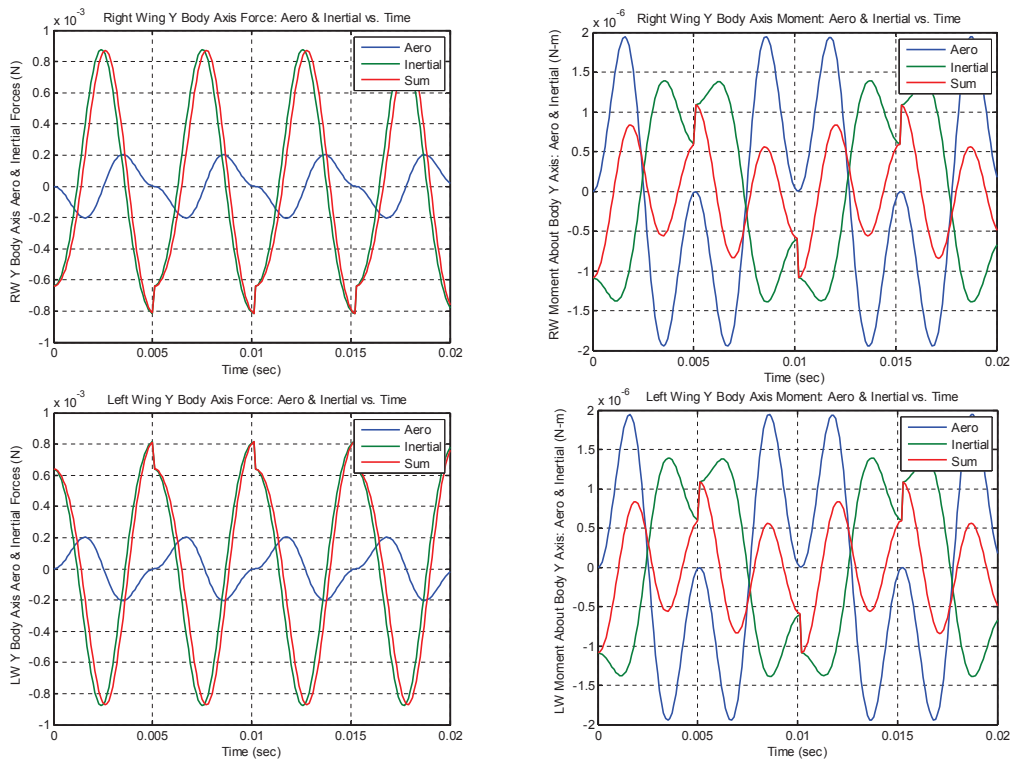 Right Wing Y Body Axis Force: Aero & Inertial vs. Time
x 10-3
RW Y Body Axis Aero & Inertial Forces (N)
1
0.8
0.6
0.4
0.2
0
-0.2
-0.4
-0.6
-0.8
-1
0 0.005 0.01 0.015 0.02
Time (sec)
Aero
Inertial
Sum
Right Wing Y Body Axis Moment: Aero & Inertial vs. Time
x 10-6
RW Moment About Body Y Axis: Aero & Inertial (N-m)
2
1.5
1
0.5
0
-0.5
-1
-1.5
-2
0 0.005 0.01 0.015 0.02
Time (sec)
Aero
Inertial
Sum
Left Wing Y Body Axis Force: Aero & Inertial vs. Time
x 10-3
LW Y Body Axis Aero & Inertial Forces (N)
1
0.8
0.6
0.4
0.2
0
-0.2
-0.4
-0.6
-0.8
-1
0 0.005 0.01 0.015 0.02
Time (sec)
Aero
Inertial
Sum
Left Wing Y Body Axis Moment: Aero & Inertial vs. Time
x 10-6
LW Moment About Body Y Axis: Aero & Inertial (N-m)
2
1.5
1
0.5
0
-0.5
-1
-1.5
-2
0 0.005 0.01 0.015 0.02
Time (sec)
Aero
Inertial
Sum